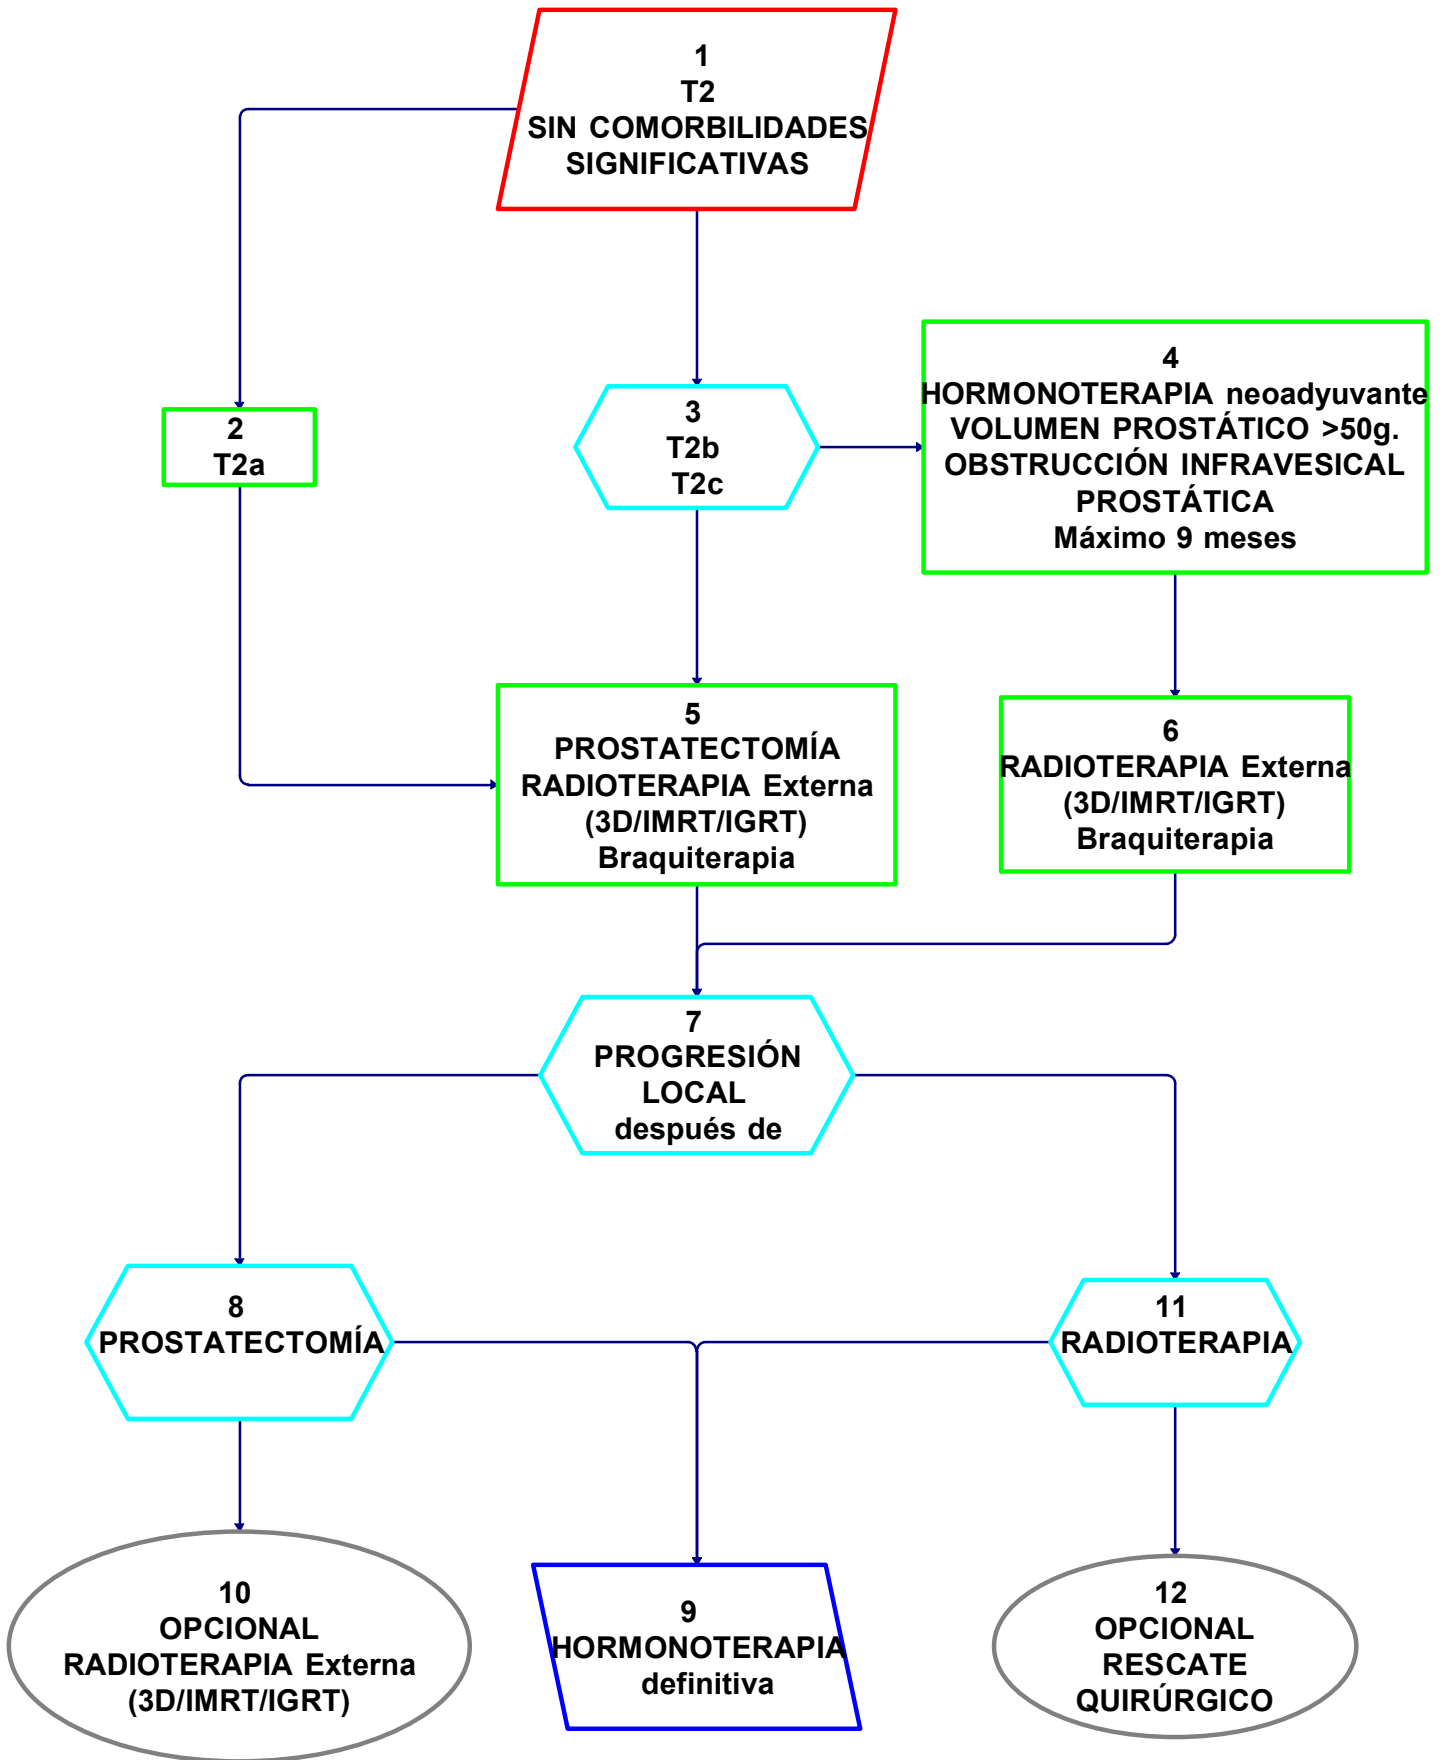 1
T2
SIN COMORBILIDADES
SIGNIFICATIVAS
2
T2a
3
T2b
T2c
4
HORMONOTERAPIA neoadyuvante
VOLUMEN PROSTÁTICO >50g.
OBSTRUCCIÓN INFRAVESICAL
PROSTÁTICA
Máximo 9 meses
5
PROSTATECTOMÍA
RADIOTERAPIA Externa
(3D/IMRT/IGRT)
Braquiterapia
6
RADIOTERAPIA Externa
(3D/IMRT/IGRT)
Braquiterapia
7
PROGRESIÓN
LOCAL
después de
8
PROSTATECTOMÍA
11
RADIOTERAPIA
10
OPCIONAL
RADIOTERAPIA Externa
(3D/IMRT/IGRT)
9
HORMONOTERAPIA
definitiva
12
OPCIONAL
RESCATE
QUIRÚRGICO